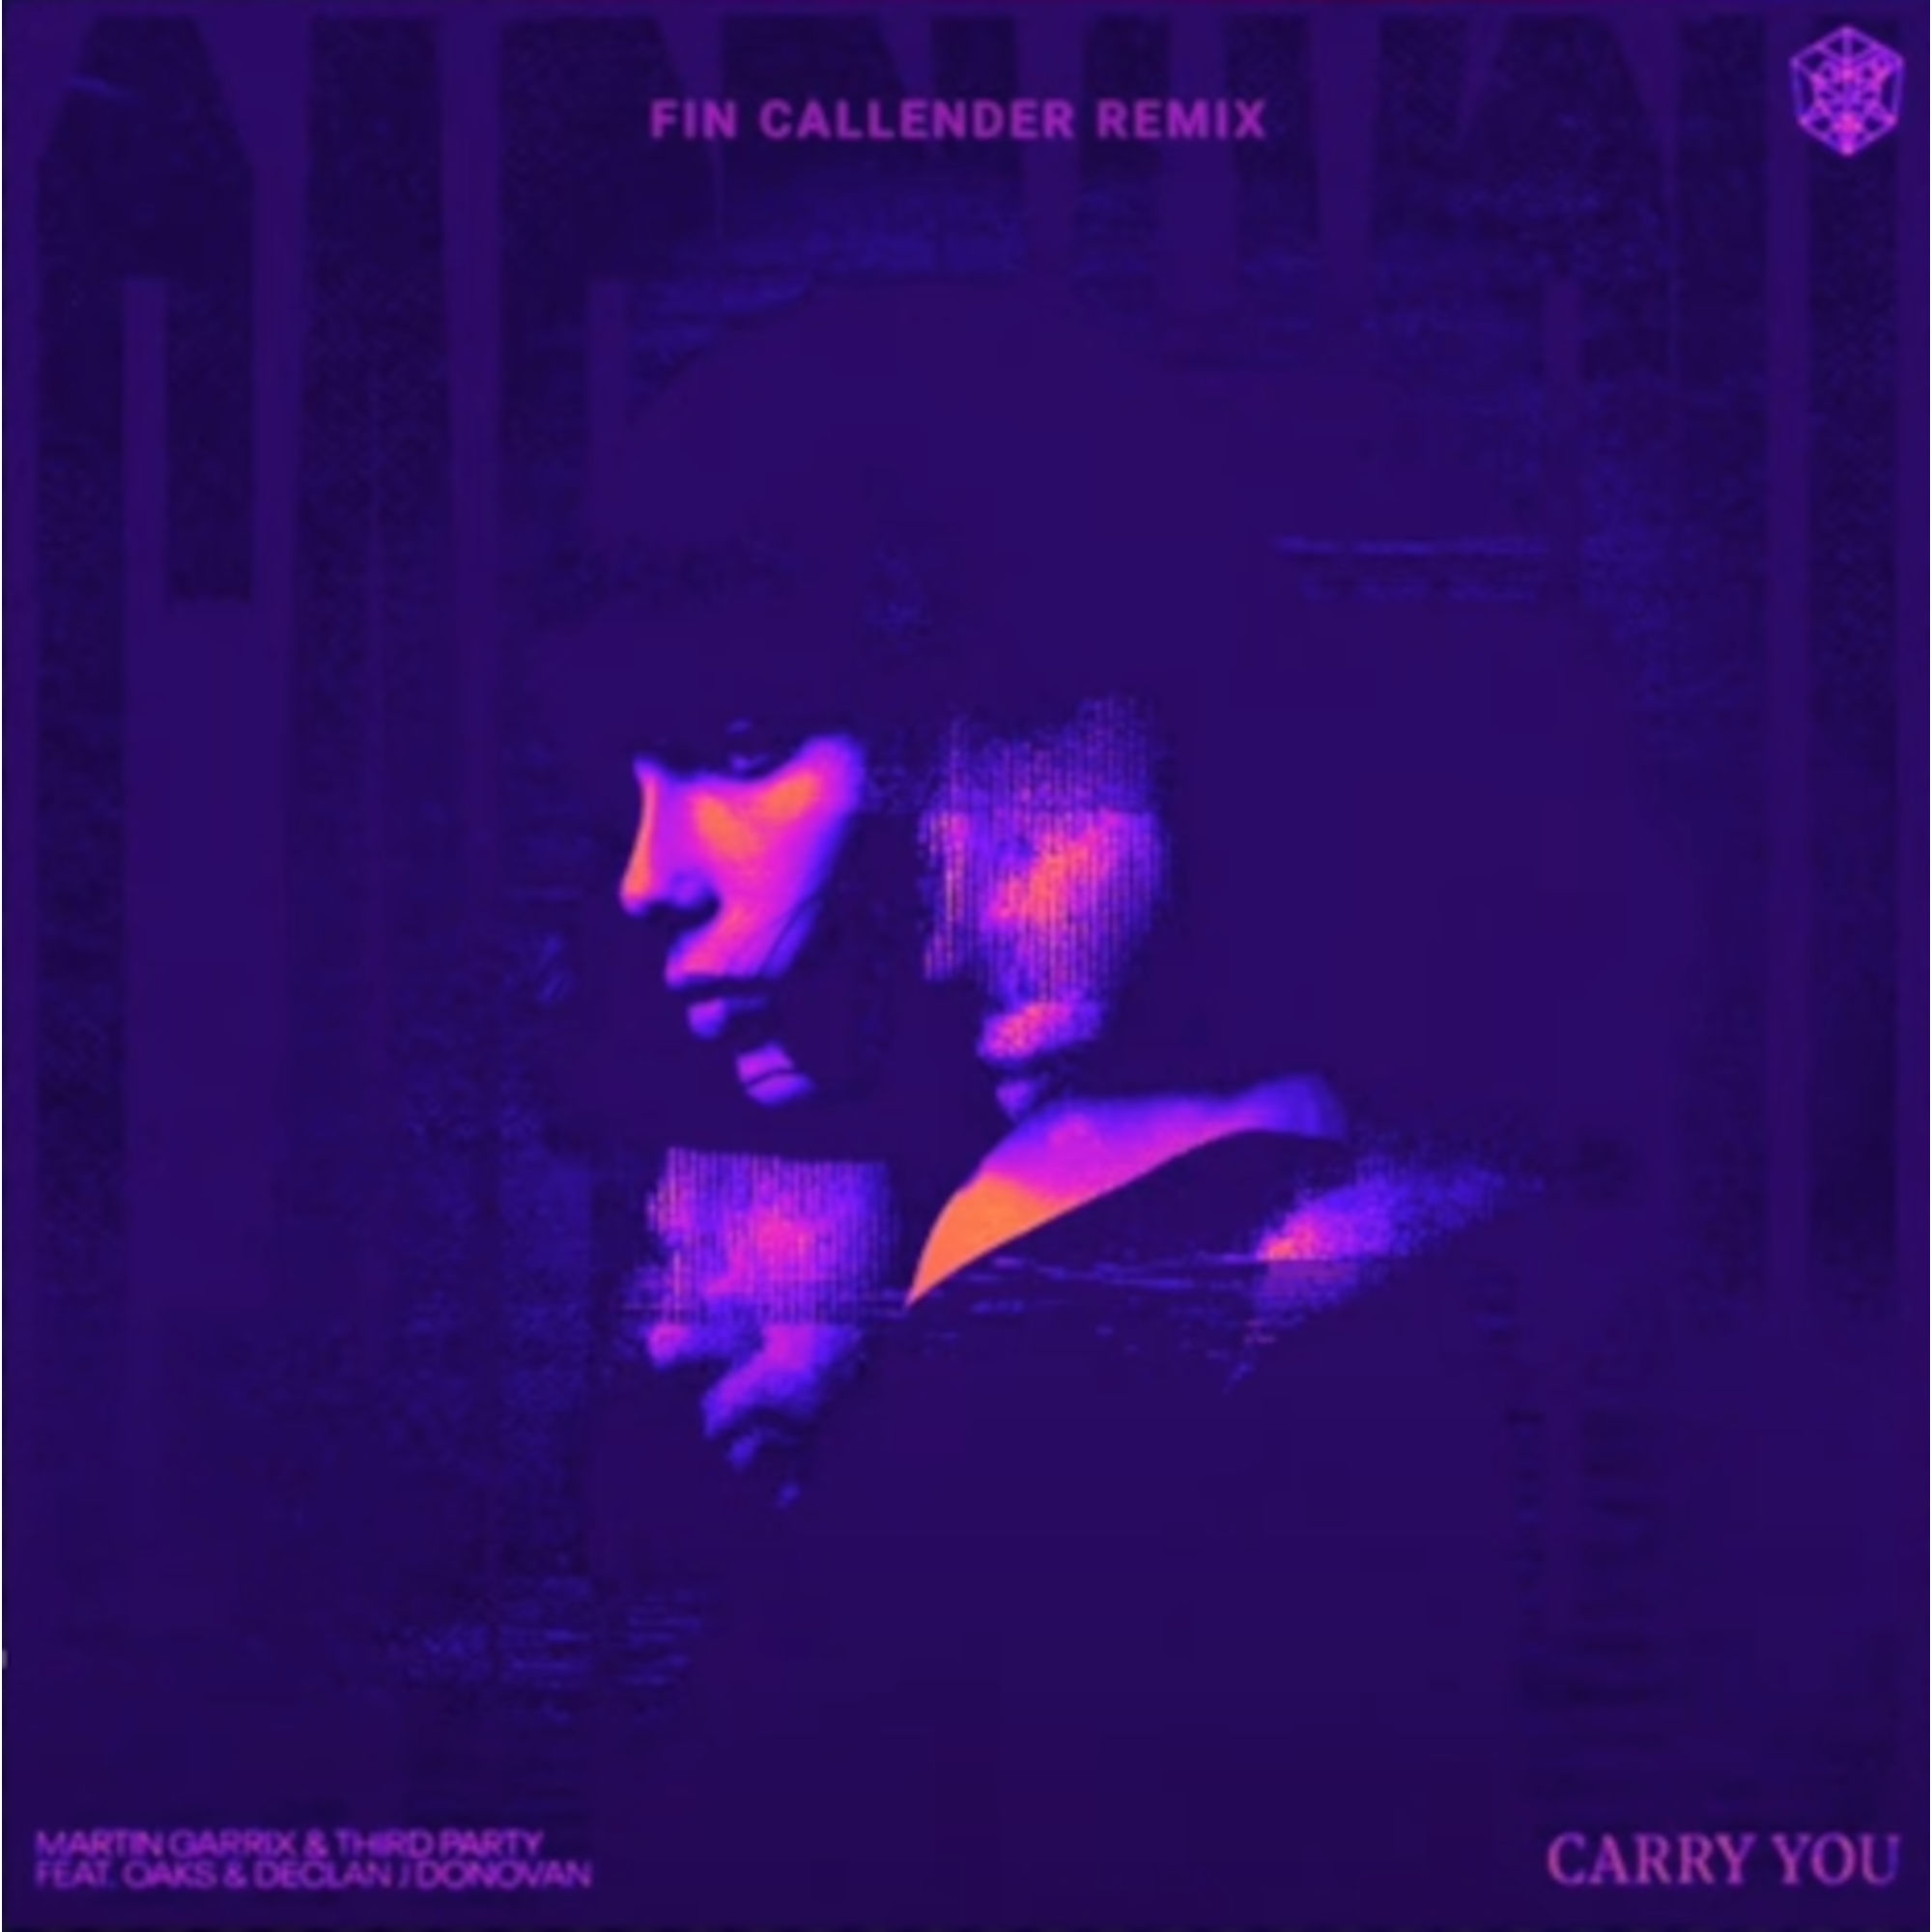 FIN CALLENDER REMIX
MARTIN GARRIX & THIRD PARTY
FEAT. OAKS & DECLAN J DONOVAN
CARRY YOU